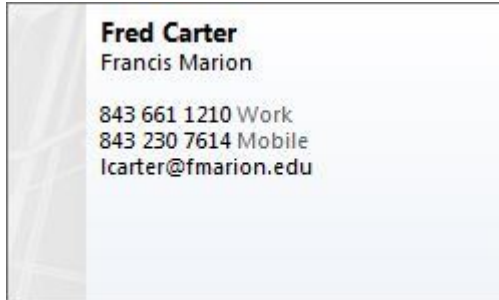 Fred Carter
Francis Marion
843 661 1210 Work
843 230 7614 Mobile
lcarter@fmarion.edu